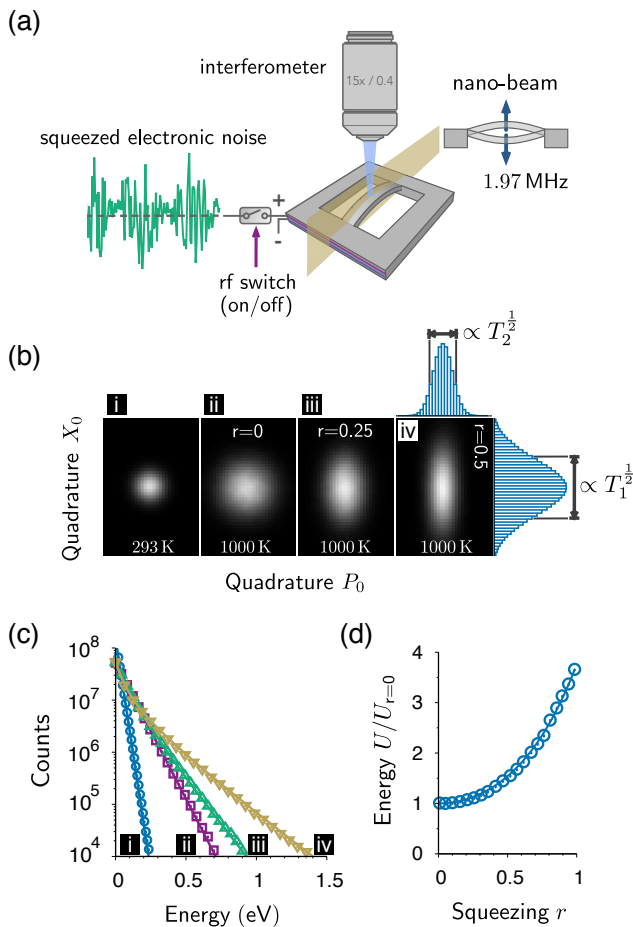 (a)
interferometer
15x / 0.4
nano-beam
squeezed electronic noise
1.97 MHz
+
-
rf switch
(on/off)
(b)
∝ T₂^{1/2}
i
ii
iii
iv
r=0
r=0.25
r=0.5
Quadrature X₀
∝ T₁^{1/2}
293 K
1000 K
1000 K
1000 K
Quadrature P₀
(c)
(d)
10⁸
10⁷
10⁶
10⁵
10⁴
Counts
i
ii
iii
iv
0
0.5
1
1.5
Energy (eV)
4
3
2
1
0
Energy U/U_{r=0}
0
0.5
1
Squeezing r